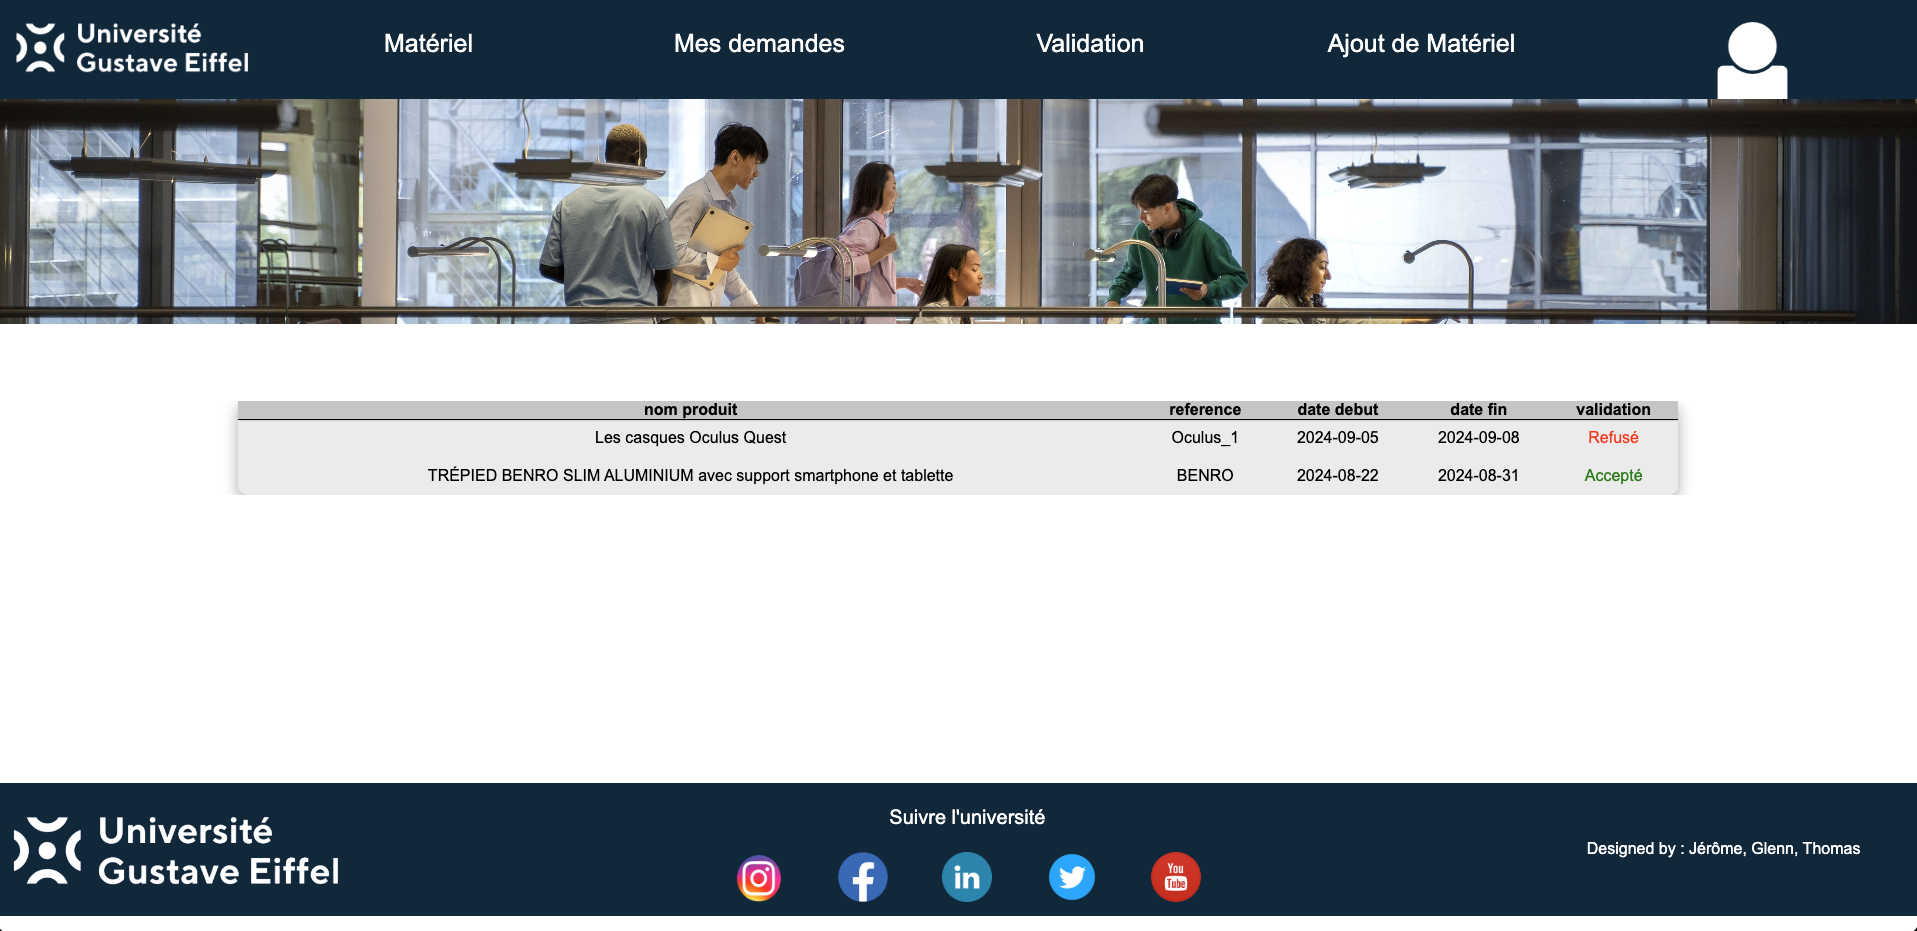 Université
Gustave Eiffel
Matériel
Mes demandes
Validation
Ajout de Matériel
nom produit reference date debut date fin validation
Les casques Oculus Quest Oculus_1 2024-09-05 2024-09-08 Refusé
TRÉPIED BENRO SLIM ALUMINIUM avec support smartphone et tablette BENRO 2024-08-22 2024-08-31 Accepté
Université
Gustave Eiffel
Suivre l'université
in
You
Tube
Designed by : Jérôme, Glenn, Thomas